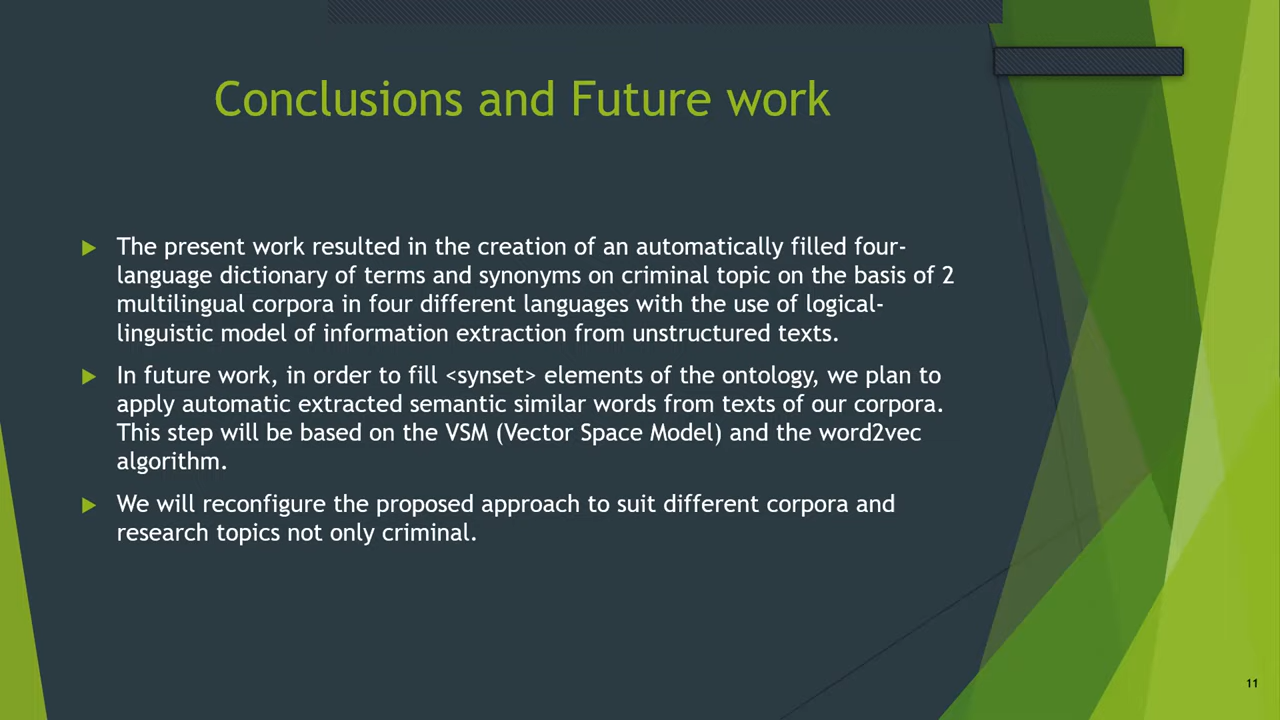 Conclusions and Future work
The present work resulted in the creation of an automatically filled four-
language dictionary of terms and synonyms on criminal topic on the basis of 2
multilingual corpora in four different languages with the use of logical-
linguistic model of information extraction from unstructured texts.
In future work, in order to fill <synset> elements of the ontology, we plan to
apply automatic extracted semantic similar words from texts of our corpora.
This step will be based on the VSM (Vector Space Model) and the word2vec
algorithm.
We will reconfigure the proposed approach to suit different corpora and
research topics not only criminal.
11